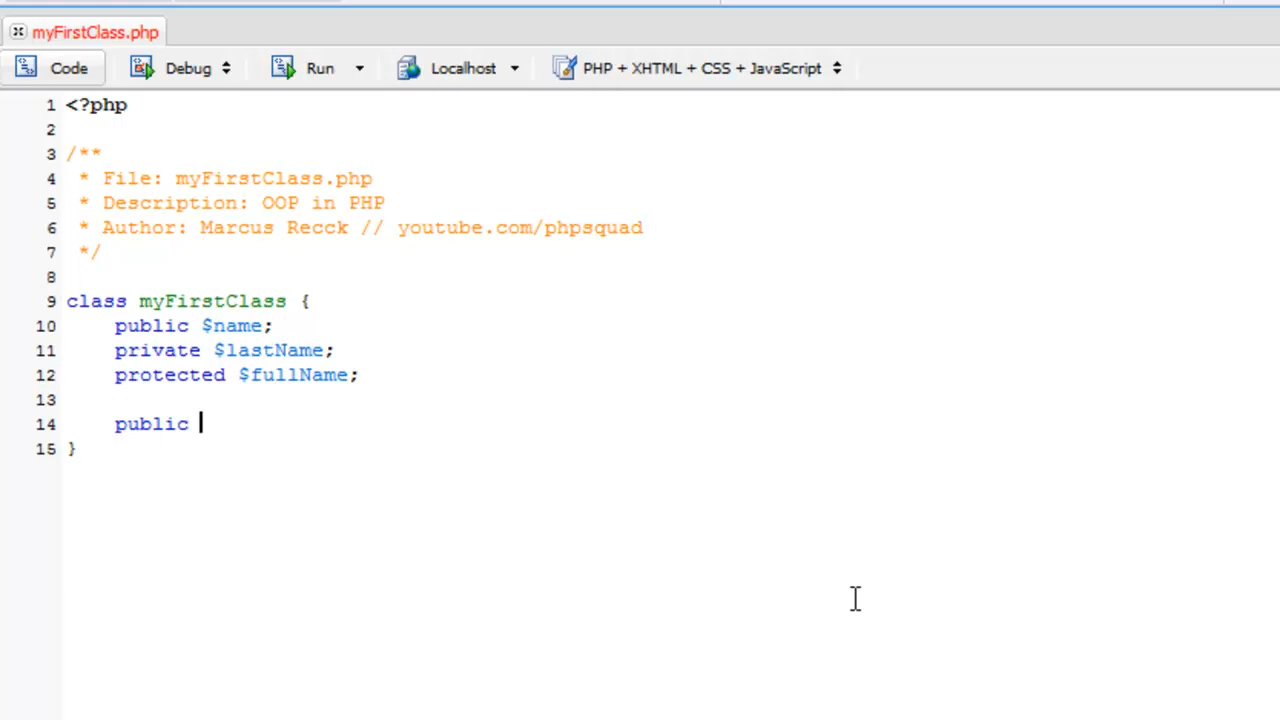 myFirstClass.php
Code Debug Run Localhost PHP + XHTML + CSS + JavaScript
1 <?php
2
3 /**
4 * File: myFirstClass.php
5 * Description: OOP in PHP
6 * Author: Marcus Recck // youtube.com/phpsquad
7 */
8
9 class myFirstClass {
10 public $name;
11 private $lastName;
12 protected $fullName;
13
14 public
15 }